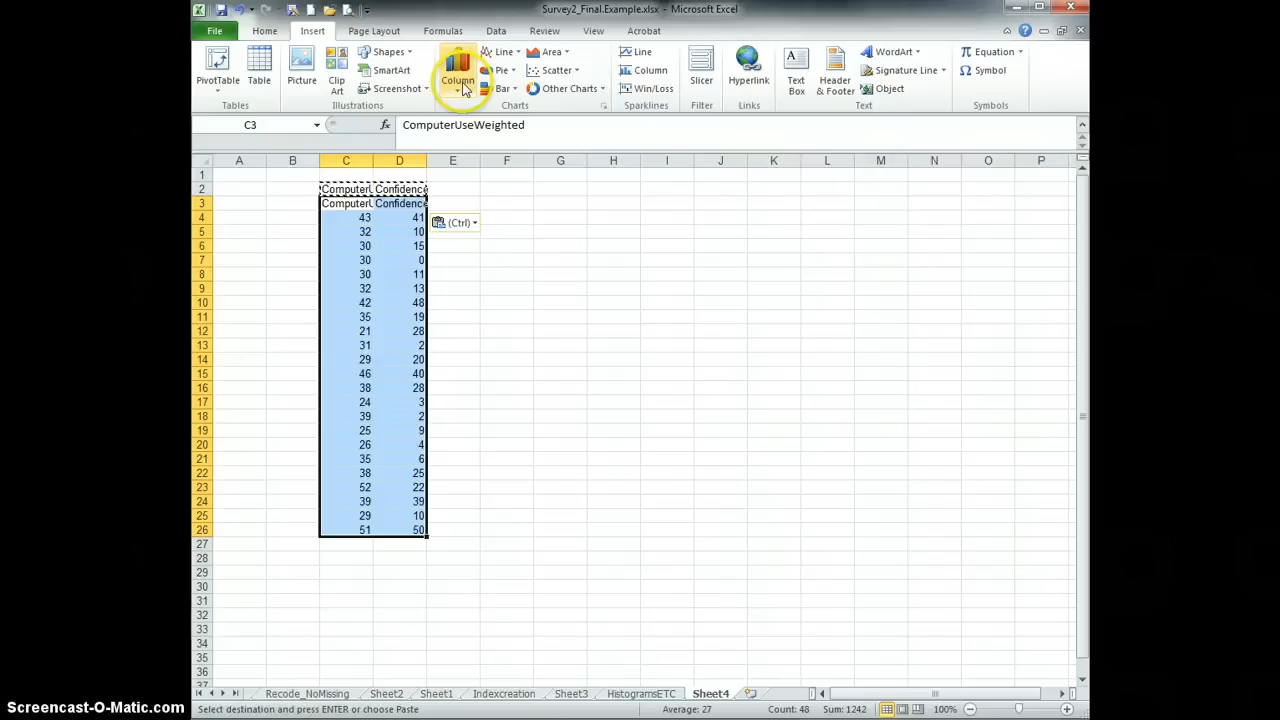 Survey2_Final.Example.xlsx - Microsoft Excel
File Home Insert Page Layout Formulas Data Review View Acrobat
PivotTable Table Picture Clip Art Shapes SmartArt Screenshot Column Line Pie Bar Area Scatter Other Charts Line Column Win/Loss Slicer Hyperlink Text Box Header & Footer WordArt Signature Line Object Equation Symbol
Tables Illustrations Charts Sparklines Filter Links Text Symbols
C3 fx ComputerUseWeighted
A B C D E F G H I J K L M N O P
1
2 ComputerU Confidence
3 ComputerU Confidence
4 43 41 (Ctrl)
5 32 10
6 30 15
7 30 0
8 30 11
9 32 13
10 42 48
11 35 19
12 21 28
13 31 2
14 29 20
15 46 40
16 38 28
17 24 3
18 39 2
19 25 9
20 26 4
21 35 6
22 38 25
23 52 22
24 39 39
25 29 10
26 51 50
27
28
29
30
31
32
33
34
35
36
37
Recode_NoMissing Sheet2 Sheet1 Indexcreation Sheet3 HistogramsETC Sheet4
Select destination and press ENTER or choose Paste Average: 27 Count: 48 Sum: 1242 100%
Screencast-O-Matic.com